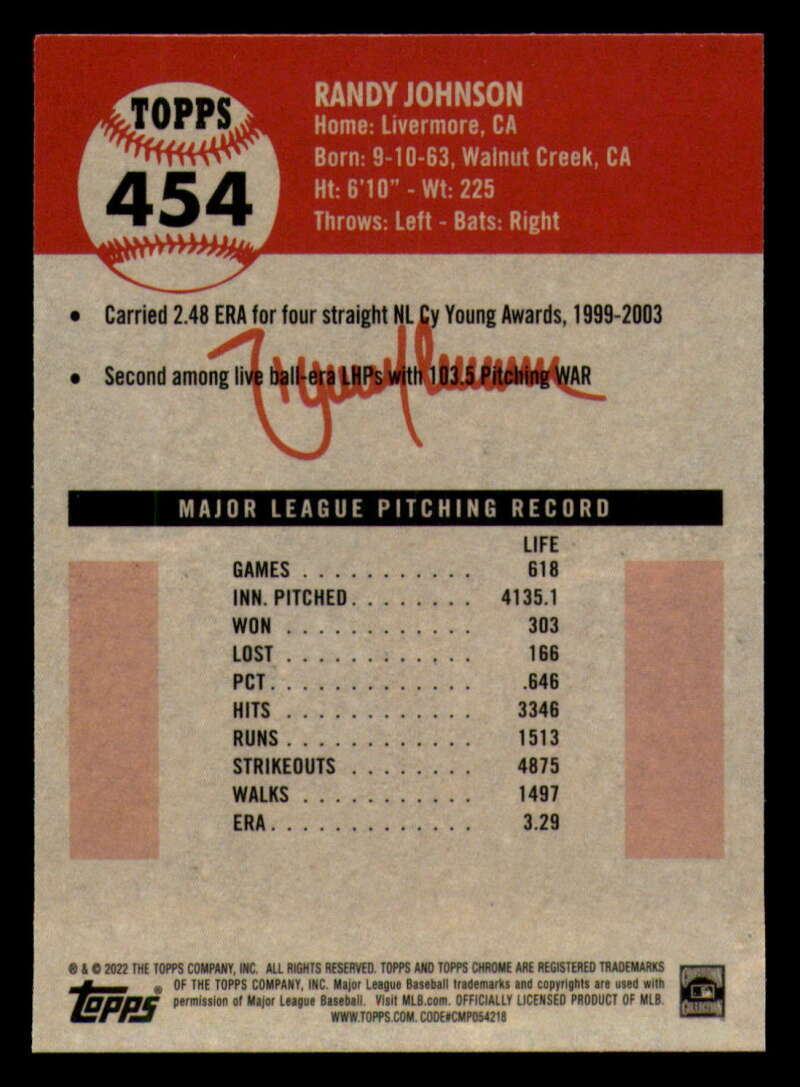 TOPPS
454
RANDY JOHNSON
Home: Livermore, CA
Born: 9-10-63, Walnut Creek, CA
Ht: 6'10" - Wt: 225
Throws: Left - Bats: Right
• Carried 2.48 ERA for four straight NL Cy Young Awards, 1999-2003
• Second among live ball-era LHPs with 103.5 Pitching WAR
MAJOR LEAGUE PITCHING RECORD
LIFE
GAMES . . . . . . . . . . . 618
INN. PITCHED. . . . . . . . 4135.1
WON . . . . . . . . . . . . 303
LOST . . . . . . . . . . . . 166
PCT. . . . . . . . . . . . . .646
HITS . . . . . . . . . . . . 3346
RUNS . . . . . . . . . . . . 1513
STRIKEOUTS . . . . . . . . 4875
WALKS . . . . . . . . . . . 1497
ERA. . . . . . . . . . . . . 3.29
® & © 2022 THE TOPPS COMPANY, INC. ALL RIGHTS RESERVED. TOPPS AND TOPPS CHROME ARE REGISTERED TRADEMARKS
OF THE TOPPS COMPANY, INC. Major League Baseball trademarks and copyrights are used with
permission of Major League Baseball. Visit MLB.com. OFFICIALLY LICENSED PRODUCT OF MLB.
WWW.TOPPS.COM. CODE#CMP054218
Topps®
COLLECTION